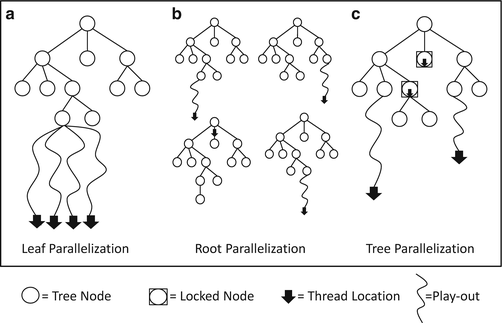 a
b
c
Leaf Parallelization
Root Parallelization
Tree Parallelization
= Tree Node
= Locked Node
= Thread Location
=Play-out